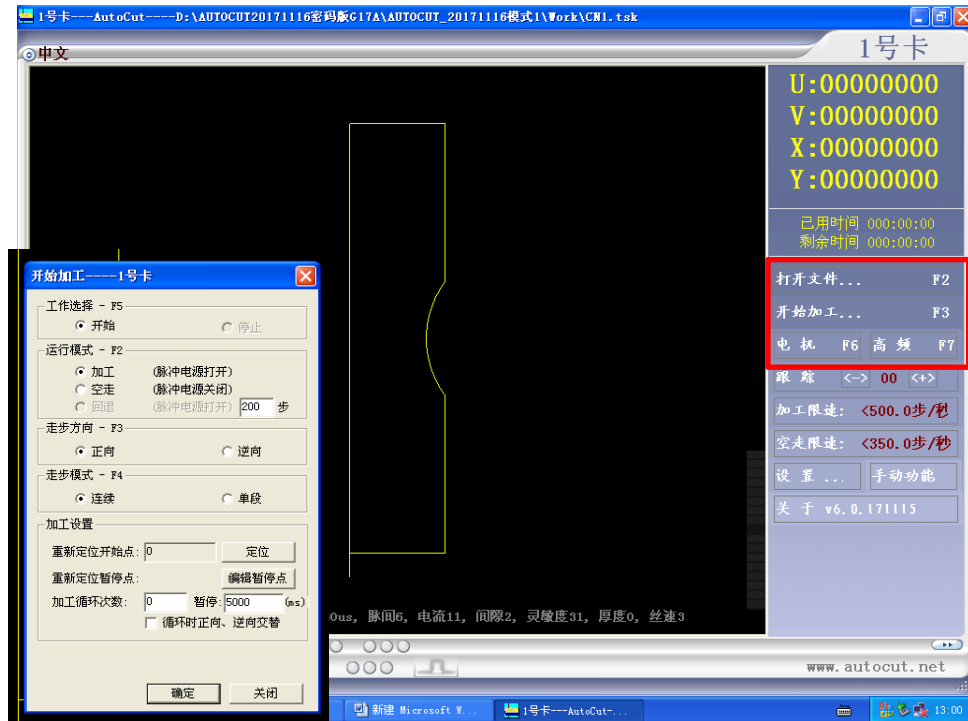 1号卡---AutoCut----D:\AUTOCUT20171116密码版G17A\AUTOCUT_20171116模式1\Work\CN1.tsk
中文
1号卡
U:00000000
V:00000000
X:00000000
Y:00000000
已用时间 000:00:00
剩余时间 000:00:00
打开文件... F2
开始加工... F3
电 机 F6 高 频 F7
跟 踪 <-> 00 <+>
加工限速: <500.0步/秒
空走限速: <350.0步/秒
设 置 ... 手动功能
关 于 v6.0.171115
开始加工----1号卡
工作选择 - F5
开始 停止
运行模式 - F2
加工 (脉冲电源打开)
空走 (脉冲电源关闭)
回退 (脉冲电源打开) 200 步
走步方向 - F3
正向 逆向
走步模式 - F4
连续 单段
加工设置
重新定位开始点: 0 定位
重新定位暂停点: 编辑暂停点
加工循环次数: 0 暂停: 5000 (ms)
循环时正向、逆向交替
确定 关闭
0us, 脉间6, 电流11, 间隙2, 灵敏度31, 厚度0, 丝速3
www.autocut.net
新建 Microsoft W... 1号卡---AutoCut-... 13:00